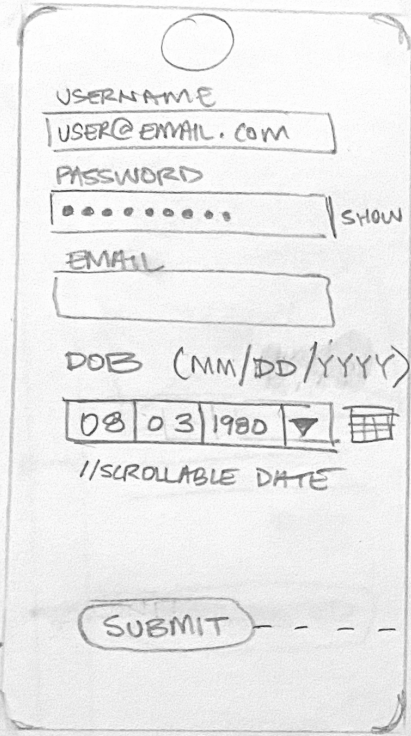 USERNAME
USER@EMAIL.COM
PASSWORD
••••••••• SHOW
EMAIL
DOB (MM/DD/YYYY)
08 03 1980
//SCROLLABLE DATE
SUBMIT